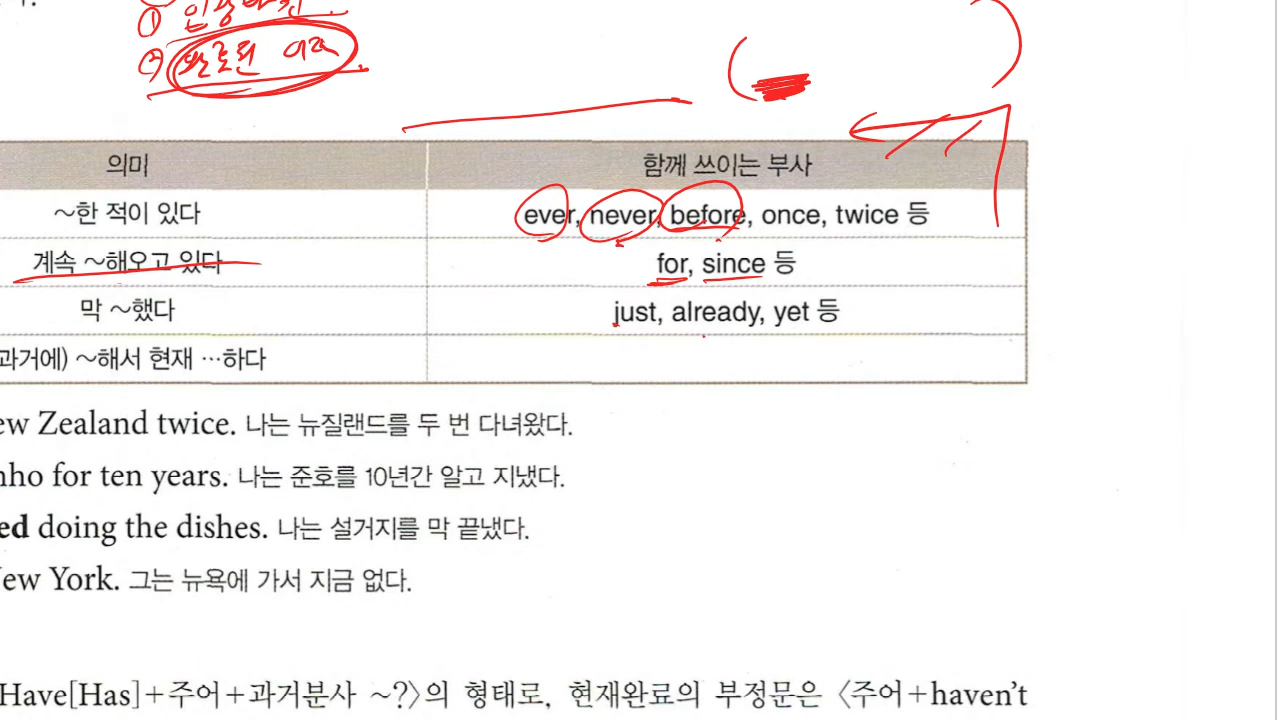 ①
②
의미 함께 쓰이는 부사
~한 적이 있다 ever, never, before, once, twice 등
계속 ~해오고 있다 for, since 등
막 ~했다 just, already, yet 등
과거에) ~해서 현재 …하다
ew Zealand twice. 나는 뉴질랜드를 두 번 다녀왔다.
nho for ten years. 나는 준호를 10년간 알고 지냈다.
ed doing the dishes. 나는 설거지를 막 끝냈다.
New York. 그는 뉴욕에 가서 지금 없다.
Have[Has]+주어+과거분사 ~?〉의 형태로, 현재완료의 부정문은 〈주어+haven't